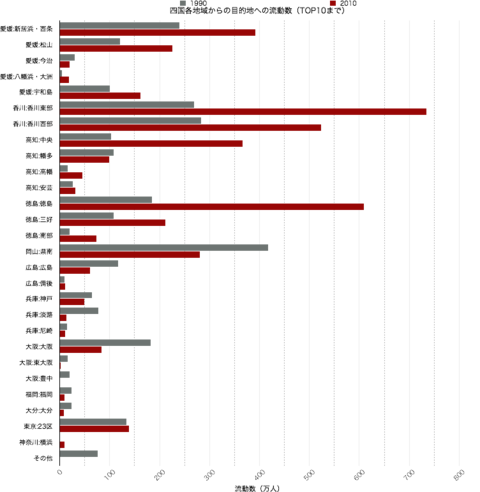 1990 2010
四国各地域からの目的地への流動数（TOP10まで）
愛媛:新居浜・西条
愛媛:松山
愛媛:今治
愛媛:八幡浜・大洲
愛媛:宇和島
香川:香川東部
香川:香川西部
高知:中央
高知:幡多
高知:高幡
高知:安芸
徳島:徳島
徳島:三好
徳島:南部
岡山:県南
広島:広島
広島:備後
兵庫:神戸
兵庫:淡路
兵庫:尼崎
大阪:大阪
大阪:東大阪
大阪:豊中
福岡:福岡
大分:大分
東京:23区
神奈川:横浜
その他
0 100 200 300 400 500 600 700 800
流動数（万人）